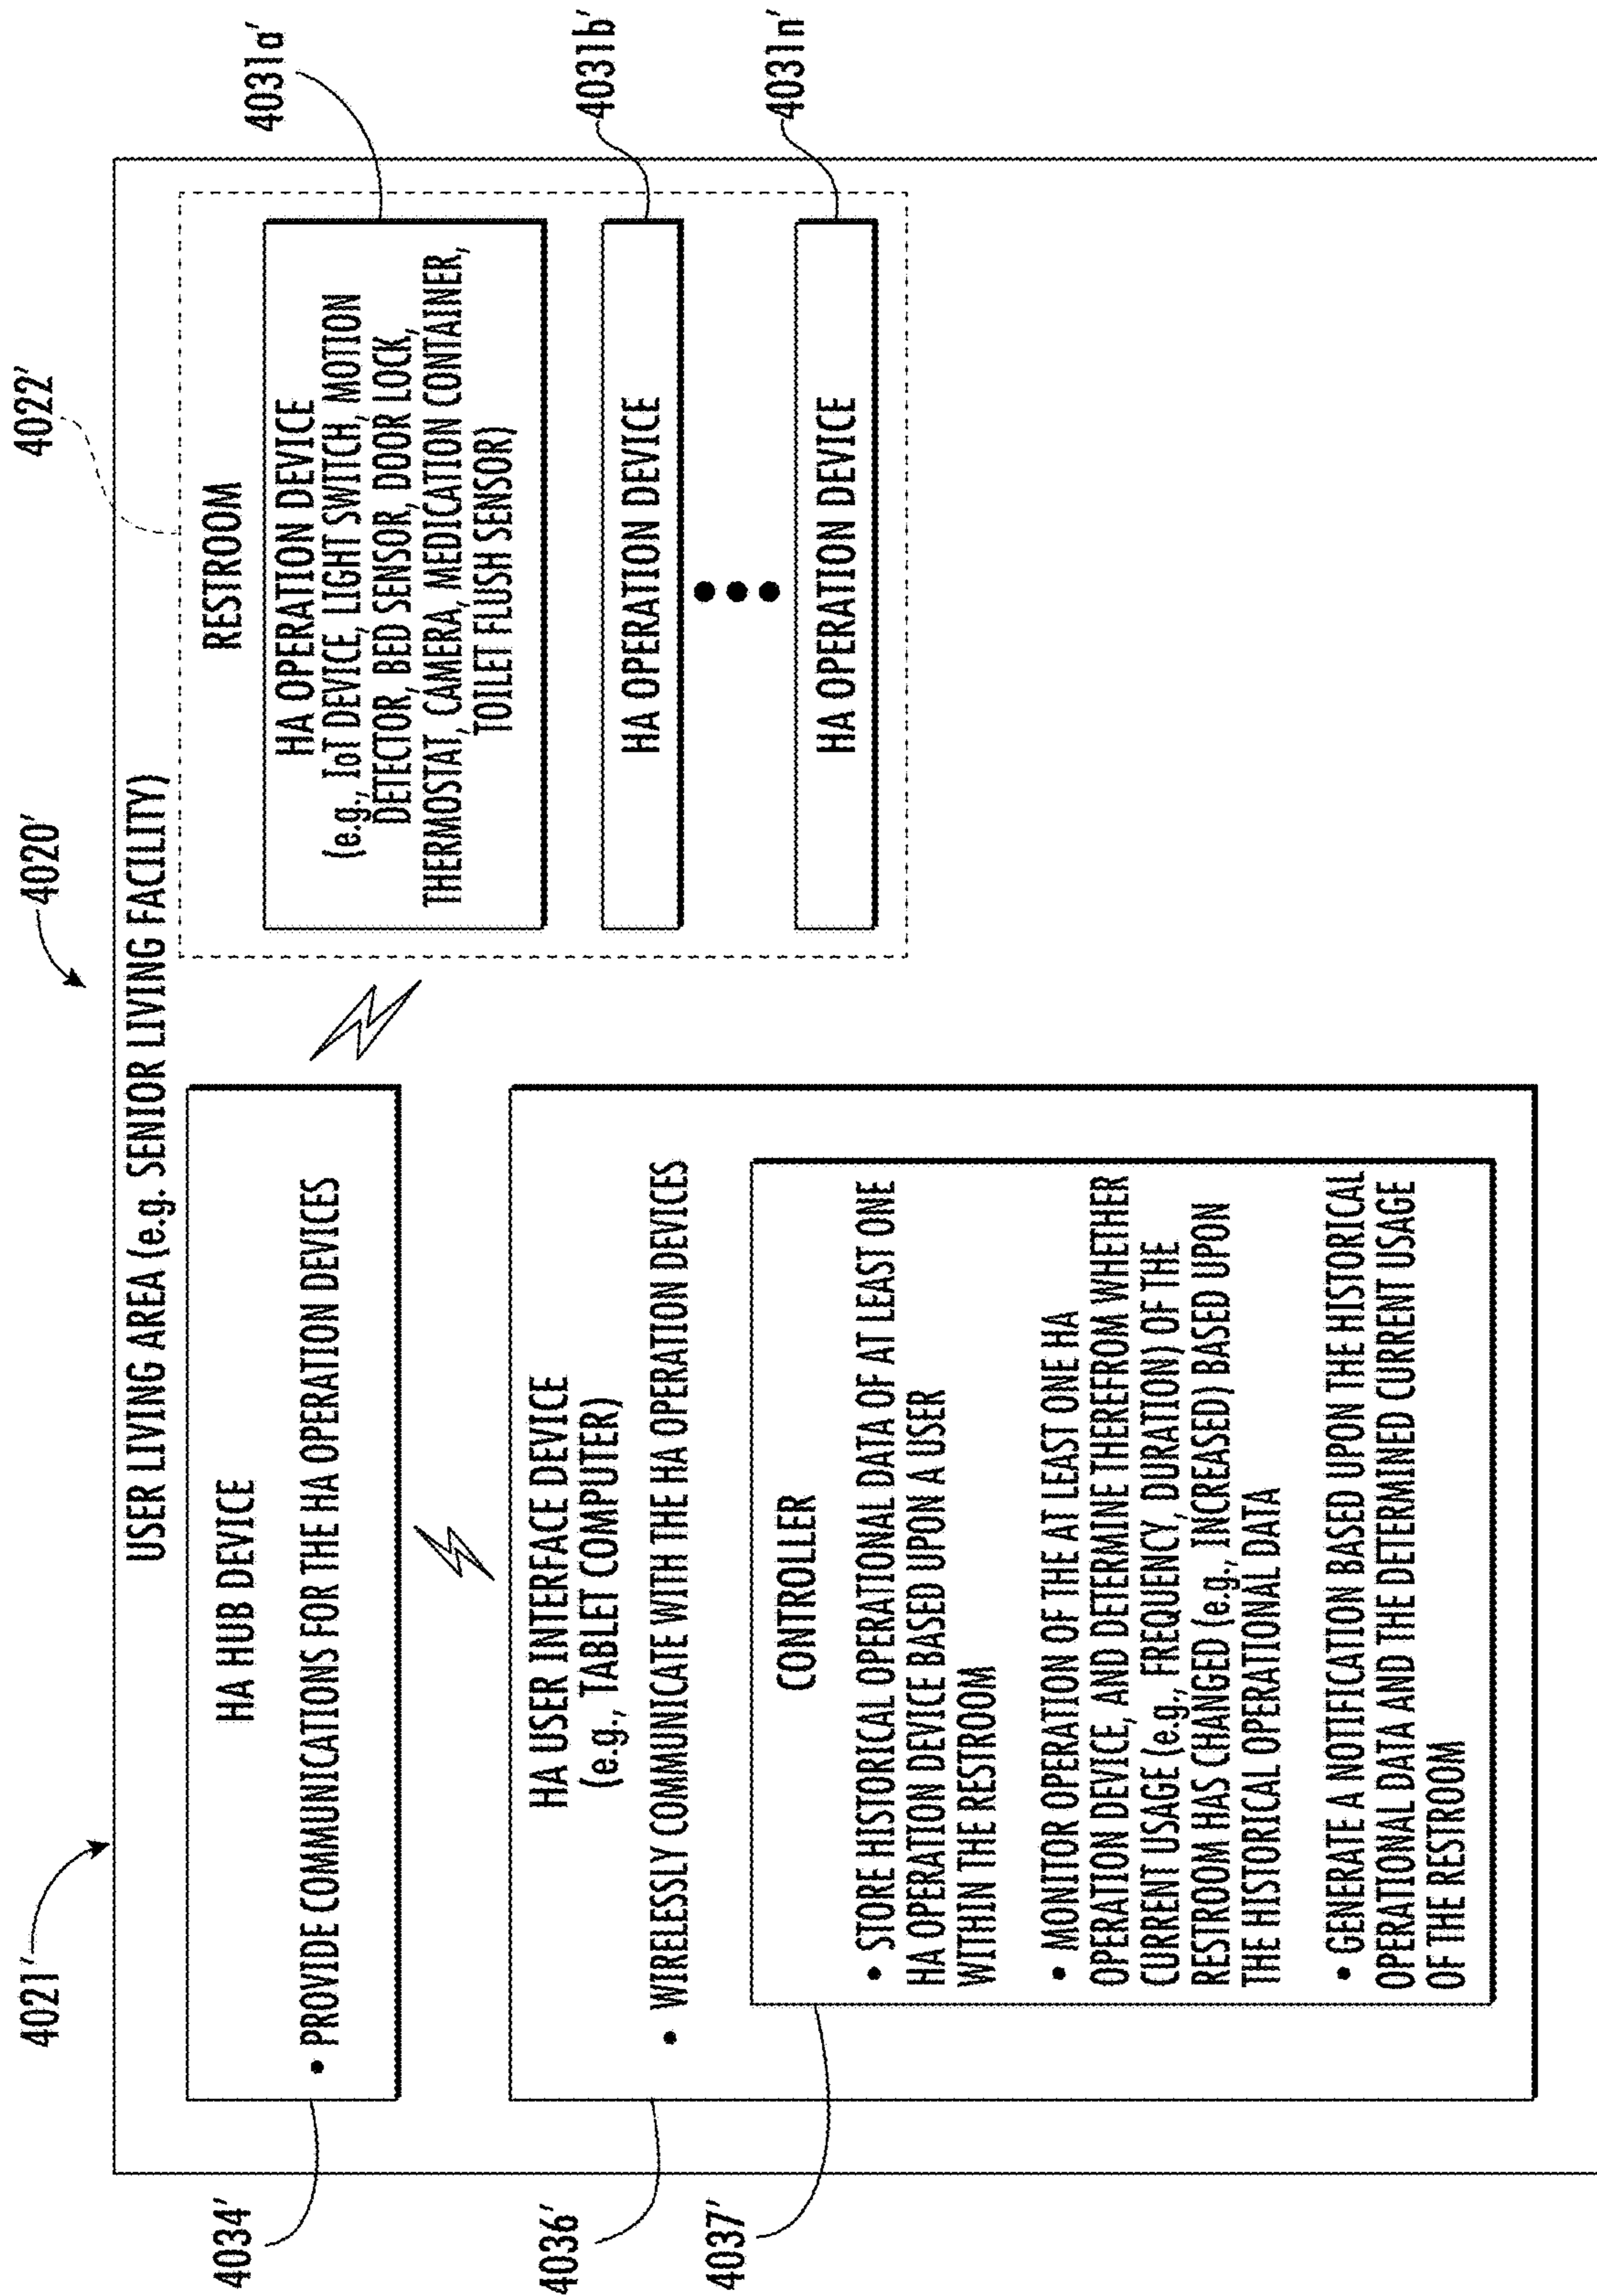 4020'
4021'
4022'
USER LIVING AREA (e.g. SENIOR LIVING FACILITY)
4034'
HA HUB DEVICE
• PROVIDE COMMUNICATIONS FOR THE HA OPERATION DEVICES
4036'
HA USER INTERFACE DEVICE
(e.g., TABLET COMPUTER)
• WIRELESSLY COMMUNICATE WITH THE HA OPERATION DEVICES
4037'
CONTROLLER
• STORE HISTORICAL OPERATIONAL DATA OF AT LEAST ONE
HA OPERATION DEVICE BASED UPON A USER
WITHIN THE RESTROOM
• MONITOR OPERATION OF THE AT LEAST ONE HA
OPERATION DEVICE, AND DETERMINE THEREFROM WHETHER
CURRENT USAGE (e.g., FREQUENCY, DURATION) OF THE
RESTROOM HAS CHANGED (e.g., INCREASED) BASED UPON
THE HISTORICAL OPERATIONAL DATA
• GENERATE A NOTIFICATION BASED UPON THE HISTORICAL
OPERATIONAL DATA AND THE DETERMINED CURRENT USAGE
OF THE RESTROOM
RESTROOM
HA OPERATION DEVICE
(e.g., IoT DEVICE, LIGHT SWITCH, MOTION
DETECTOR, BED SENSOR, DOOR LOCK,
THERMOSTAT, CAMERA, MEDICATION CONTAINER,
TOILET FLUSH SENSOR)
4031a'
HA OPERATION DEVICE
4031b'
HA OPERATION DEVICE
4031n'